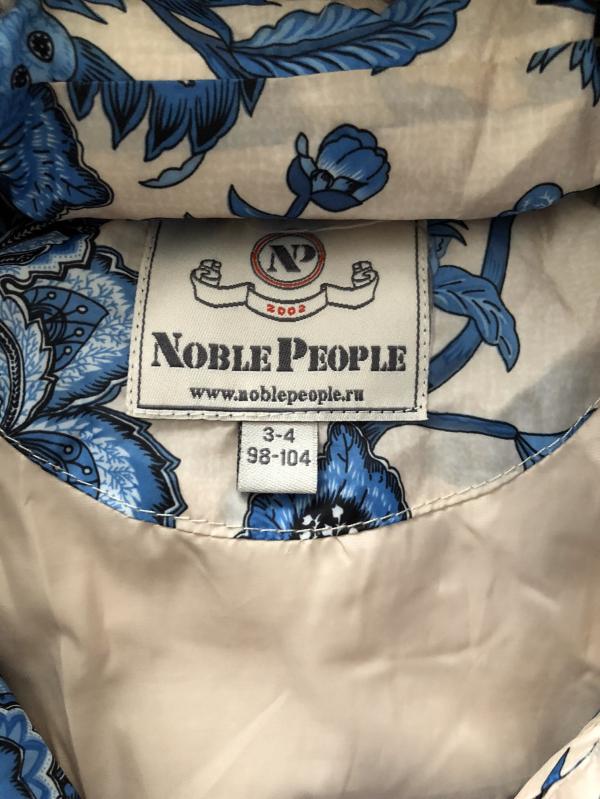 NP
2002
NOBLE PEOPLE
www.noblepeople.ru
3-4
98-104